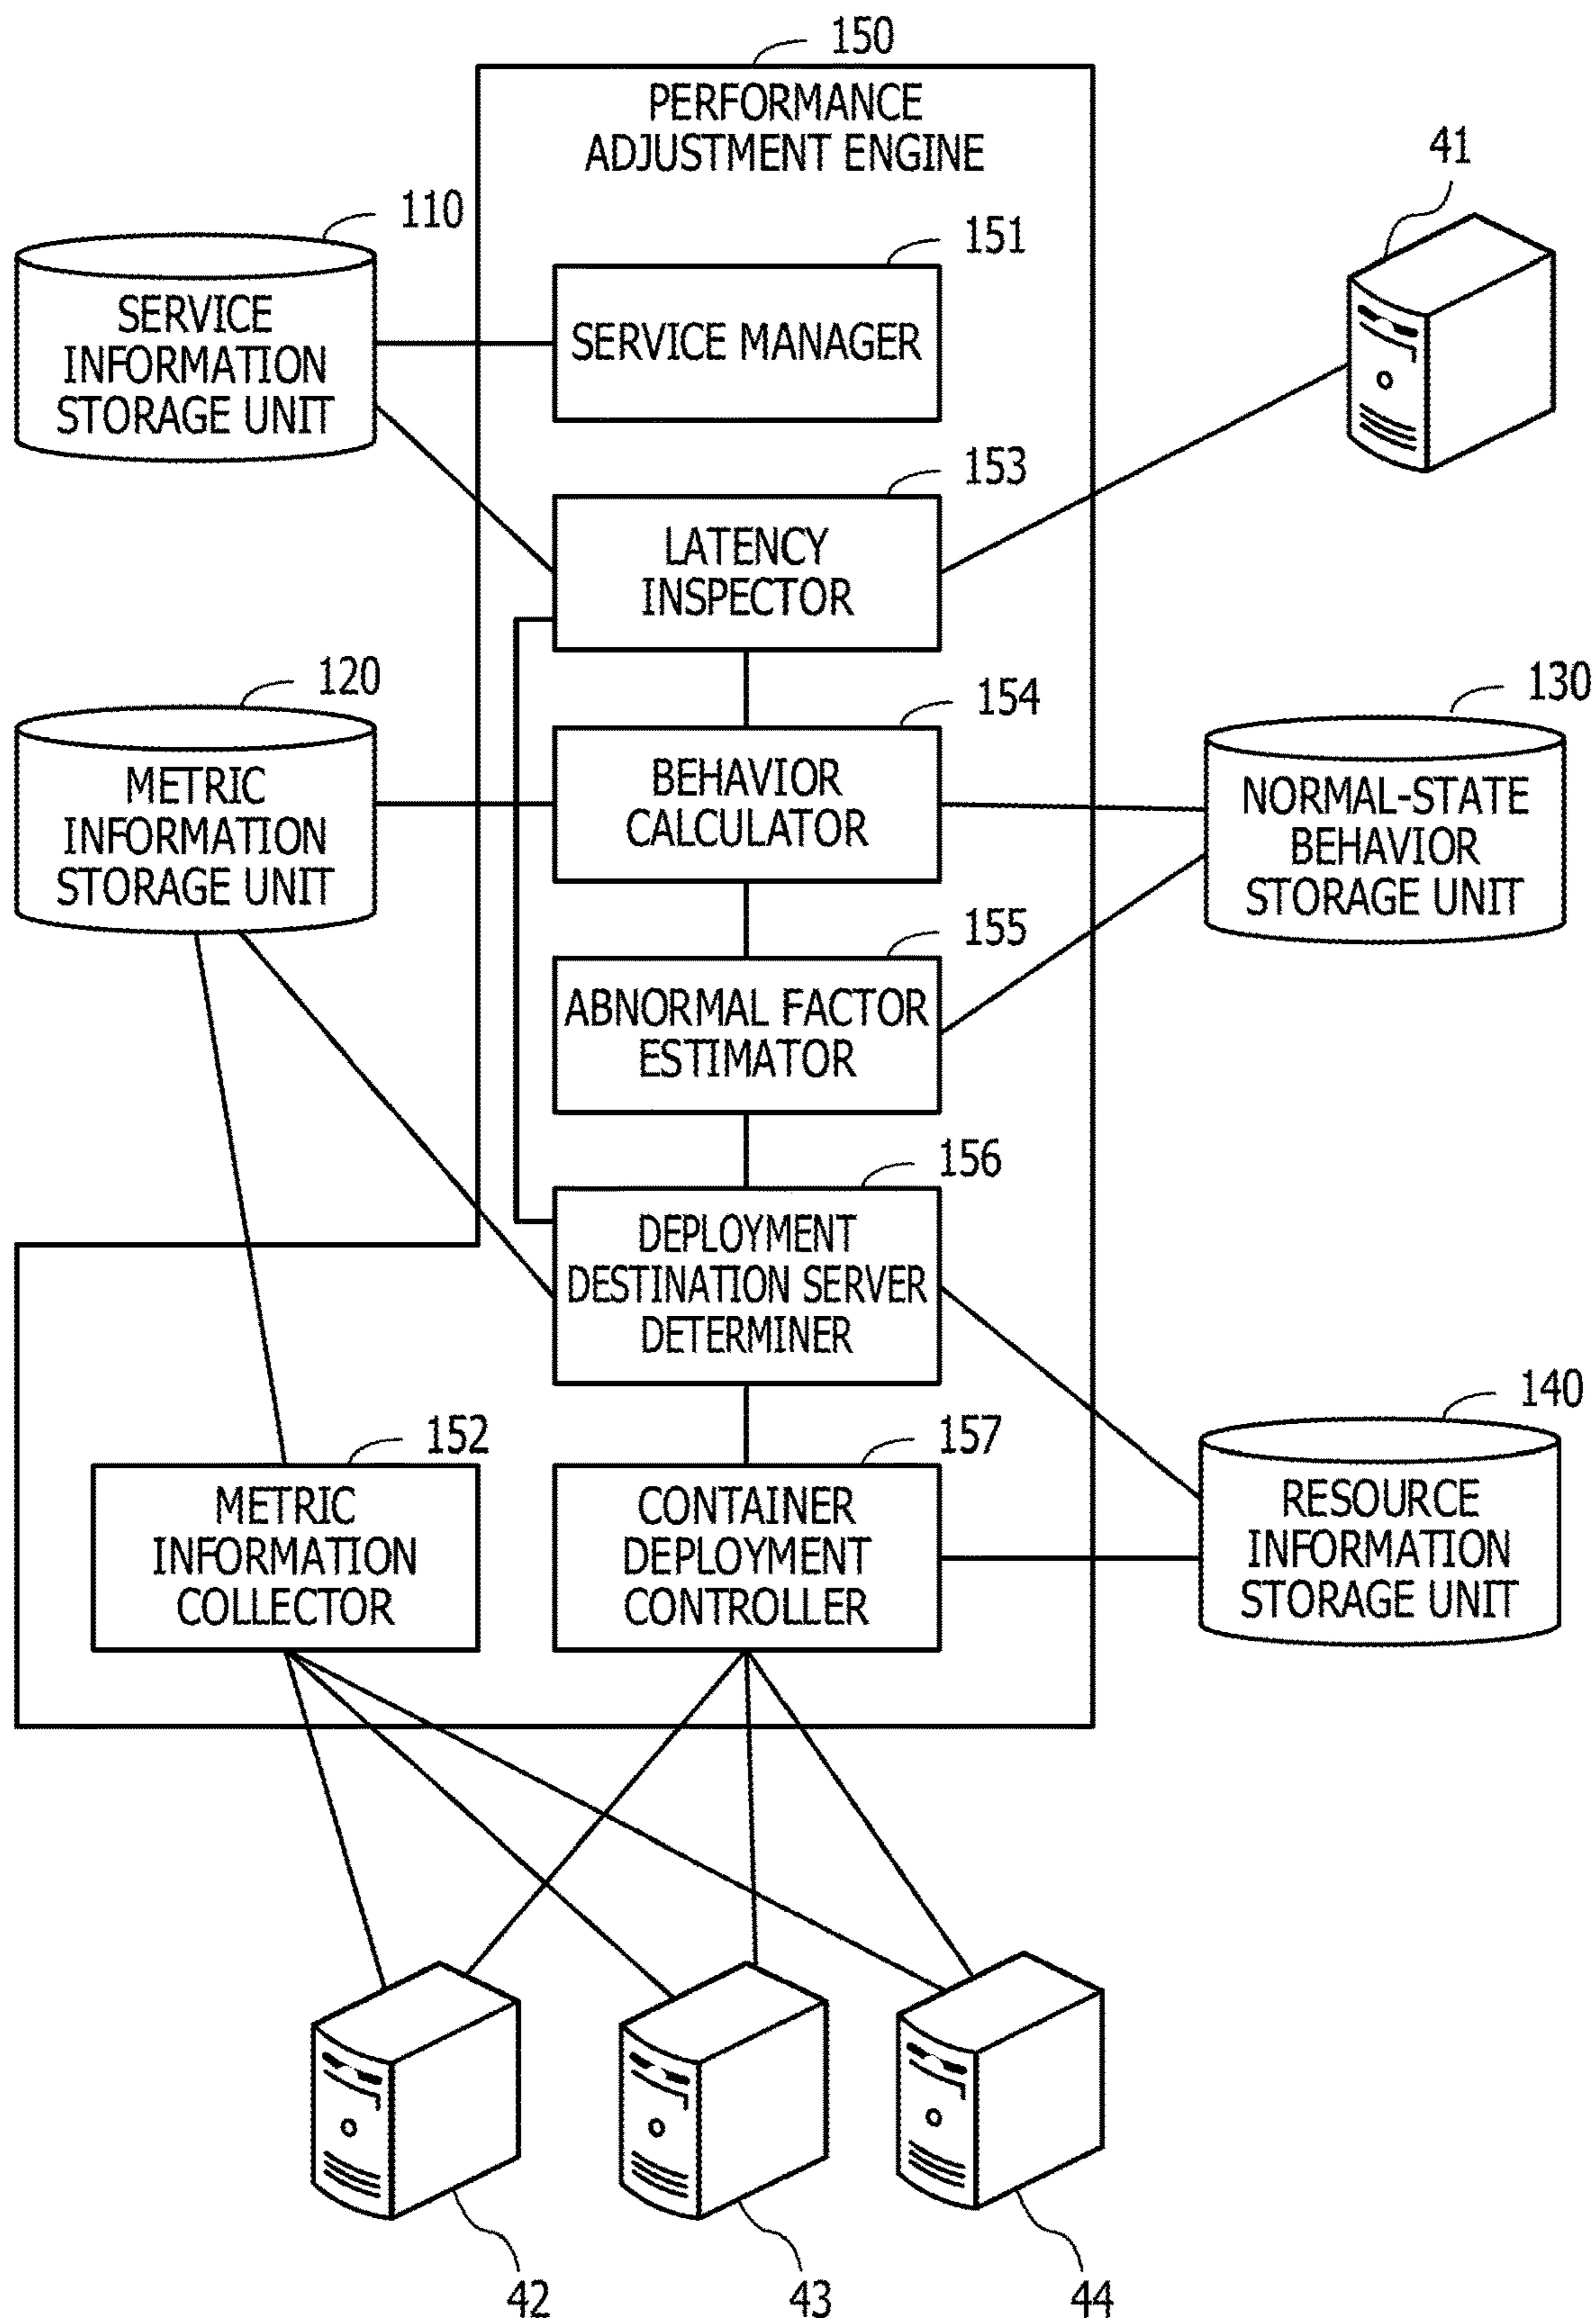 150
PERFORMANCE
ADJUSTMENT ENGINE
41
110
151
SERVICE
INFORMATION
STORAGE UNIT
SERVICE MANAGER
153
LATENCY
INSPECTOR
120
154
130
METRIC
INFORMATION
STORAGE UNIT
BEHAVIOR
CALCULATOR
NORMAL-STATE
BEHAVIOR
STORAGE UNIT
155
ABNORMAL FACTOR
ESTIMATOR
156
DEPLOYMENT
DESTINATION SERVER
DETERMINER
140
152
157
METRIC
INFORMATION
COLLECTOR
CONTAINER
DEPLOYMENT
CONTROLLER
RESOURCE
INFORMATION
STORAGE UNIT
42
43
44